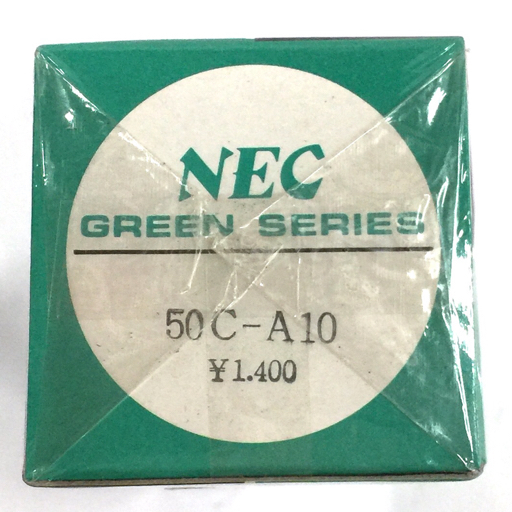 NEC
GREEN SERIES
50C-A10
¥1.400